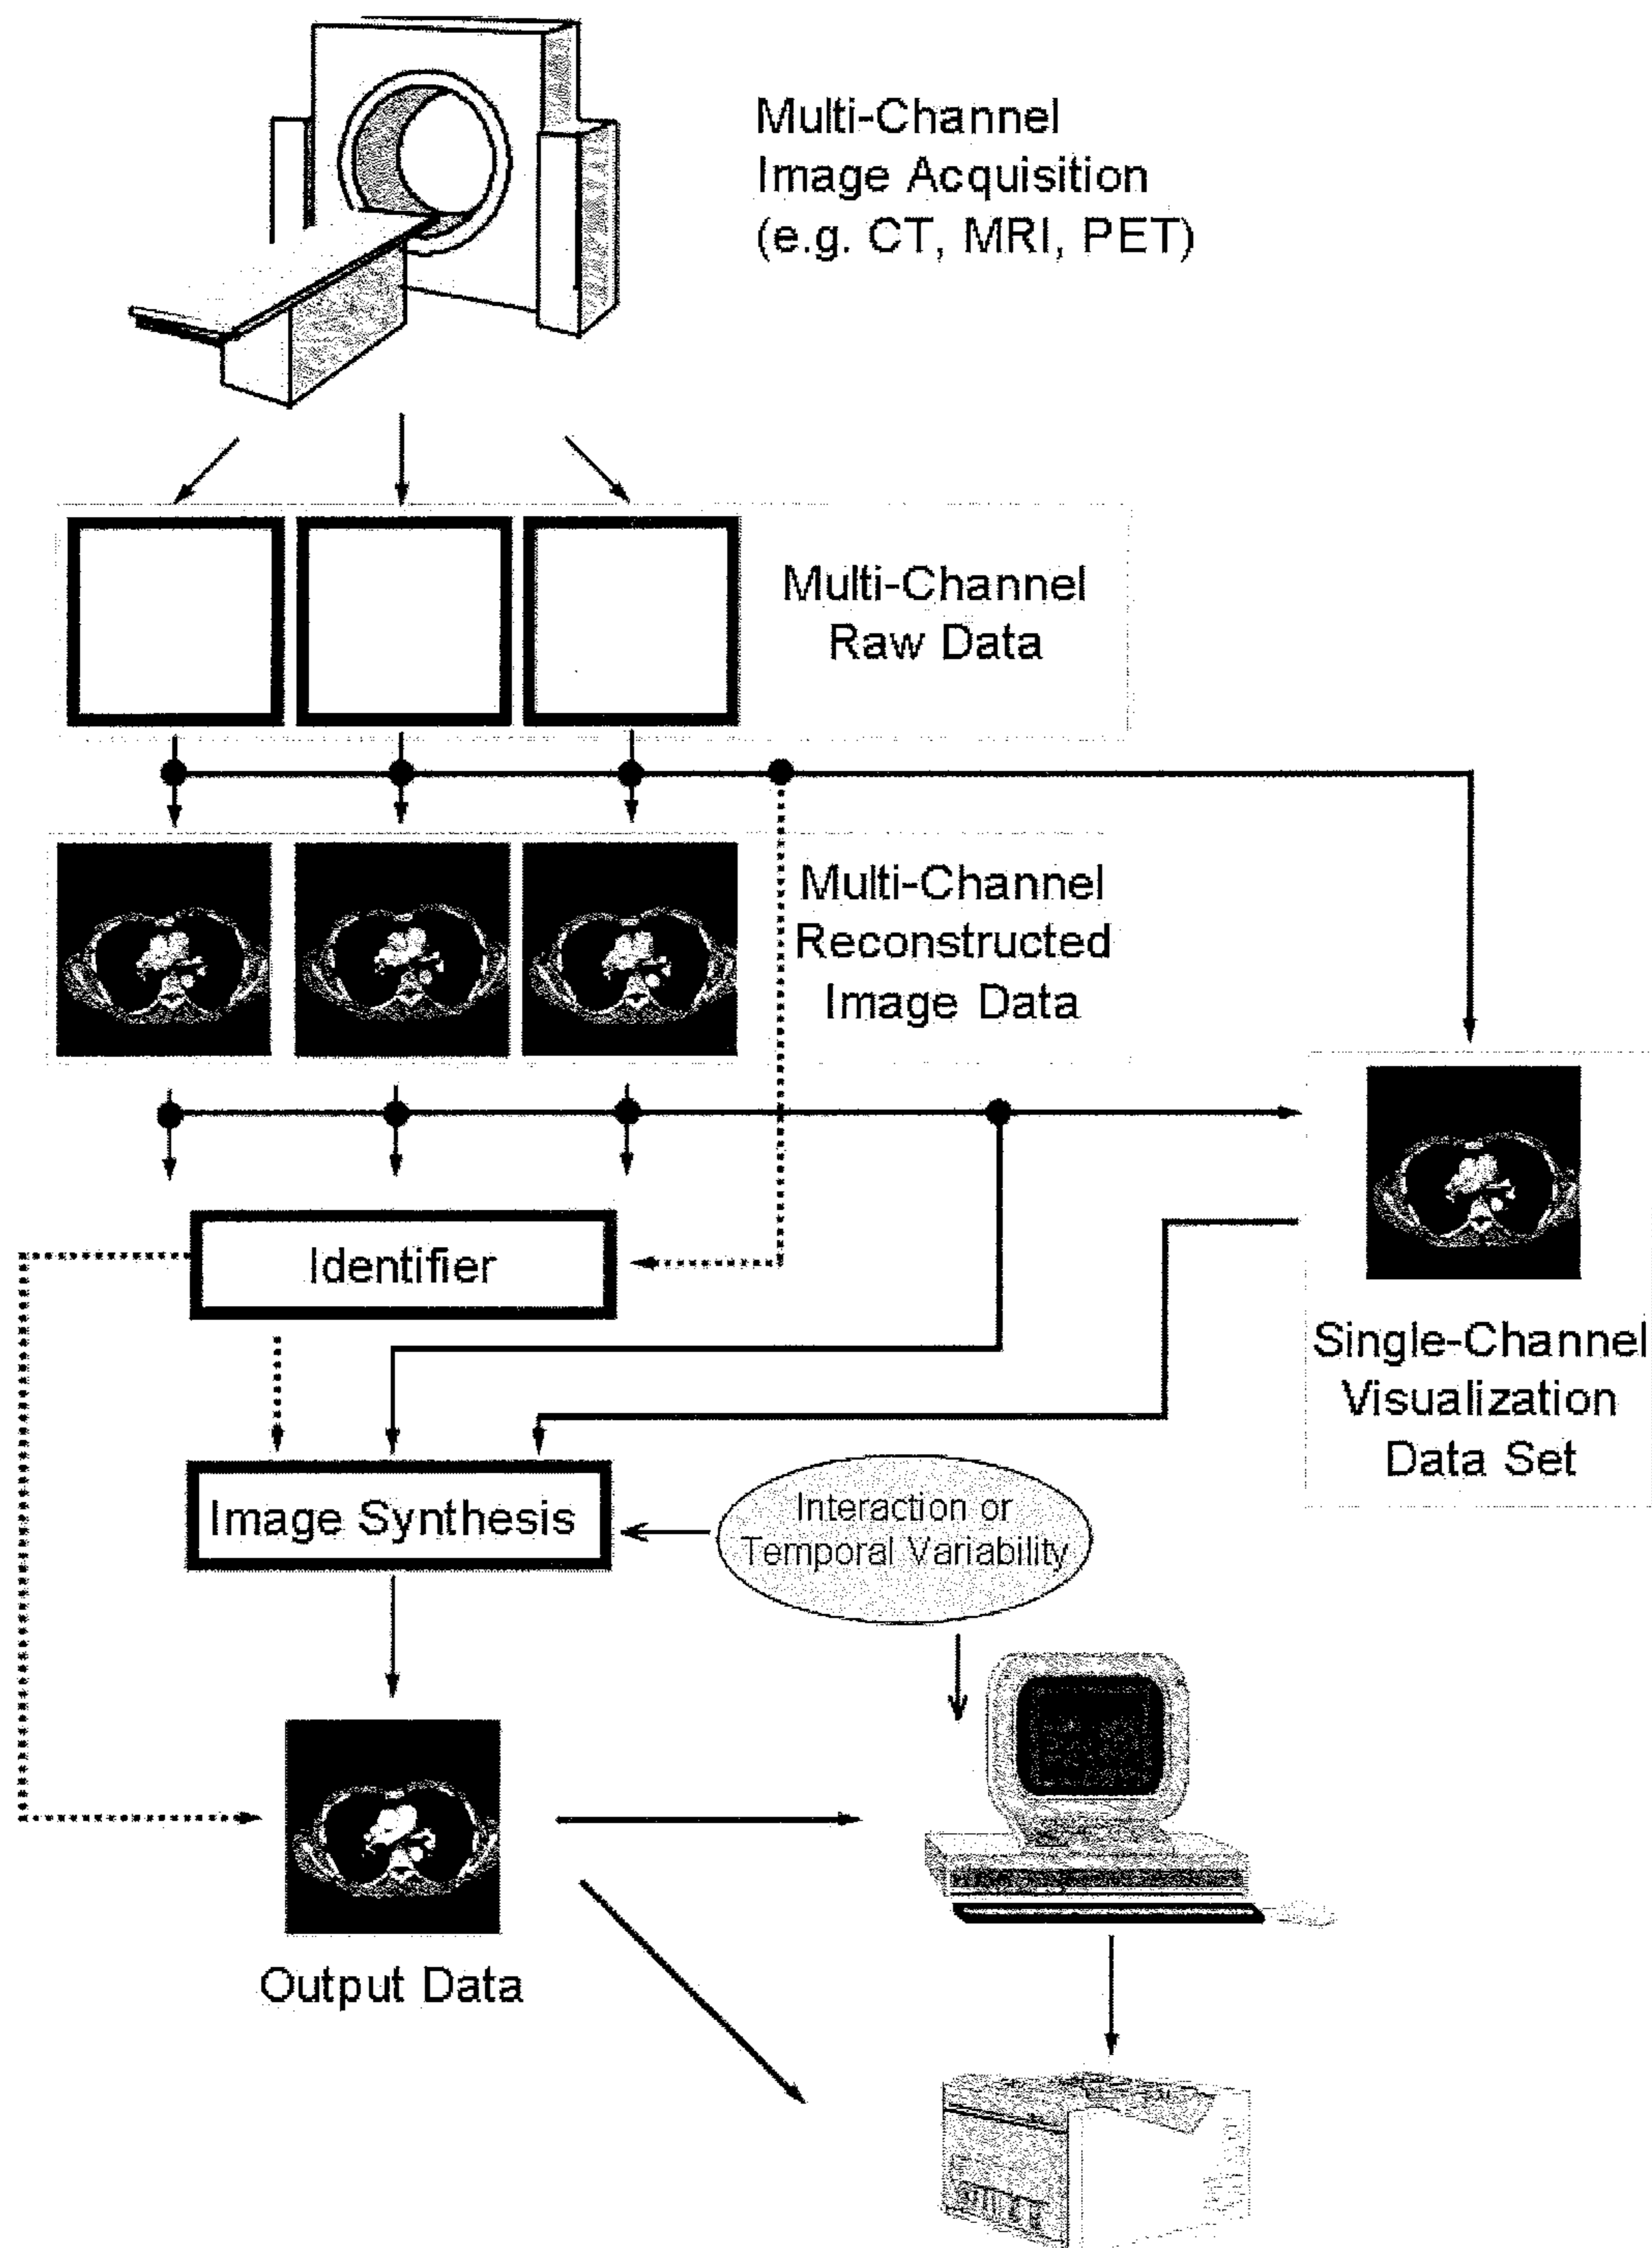 Multi-Channel
Image Acquisition
(e.g. CT, MRI, PET)
Multi-Channel
Raw Data
Multi-Channel
Reconstructed
Image Data
Identifier
Single-Channel
Visualization
Data Set
Image Synthesis
Interaction or
Temporal Variability
Output Data